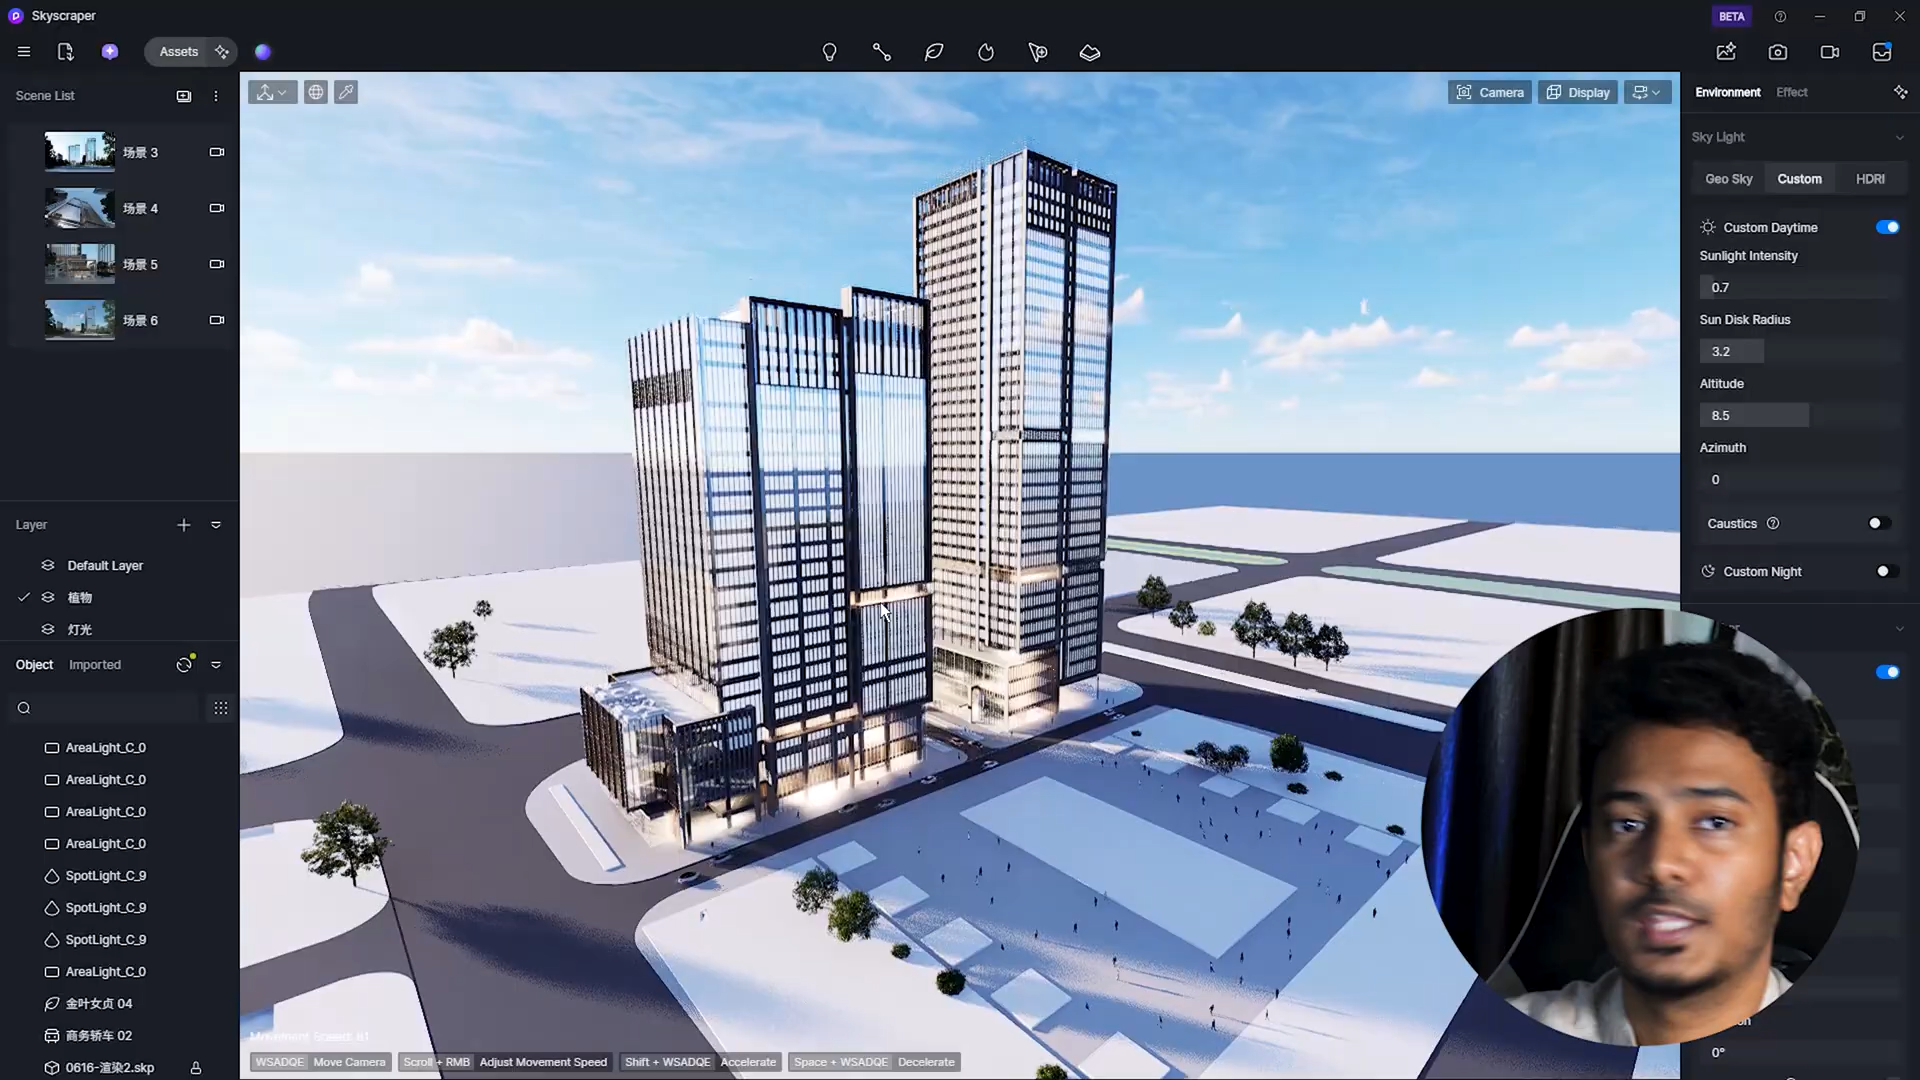 Skyscraper
BETA
Assets
Scene List
场景 3
场景 4
场景 5
场景 6
Layer
Default Layer
植物
灯光
Object Imported
AreaLight_C_0
AreaLight_C_0
AreaLight_C_0
AreaLight_C_0
SpotLight_C_9
SpotLight_C_9
SpotLight_C_9
AreaLight_C_0
金叶女贞 04
商务轿车 02
0616-渲染2.skp
Camera Display
Movement Speed: 81
WSADQE Move Camera Scroll + RMB Adjust Movement Speed Shift + WSADQE Accelerate Space + WSADQE Decelerate
Environment Effect
Sky Light
Geo Sky Custom HDRI
Custom Daytime
Sunlight Intensity
0.7
Sun Disk Radius
3.2
Altitude
8.5
Azimuth
0
Caustics
Custom Night
0°